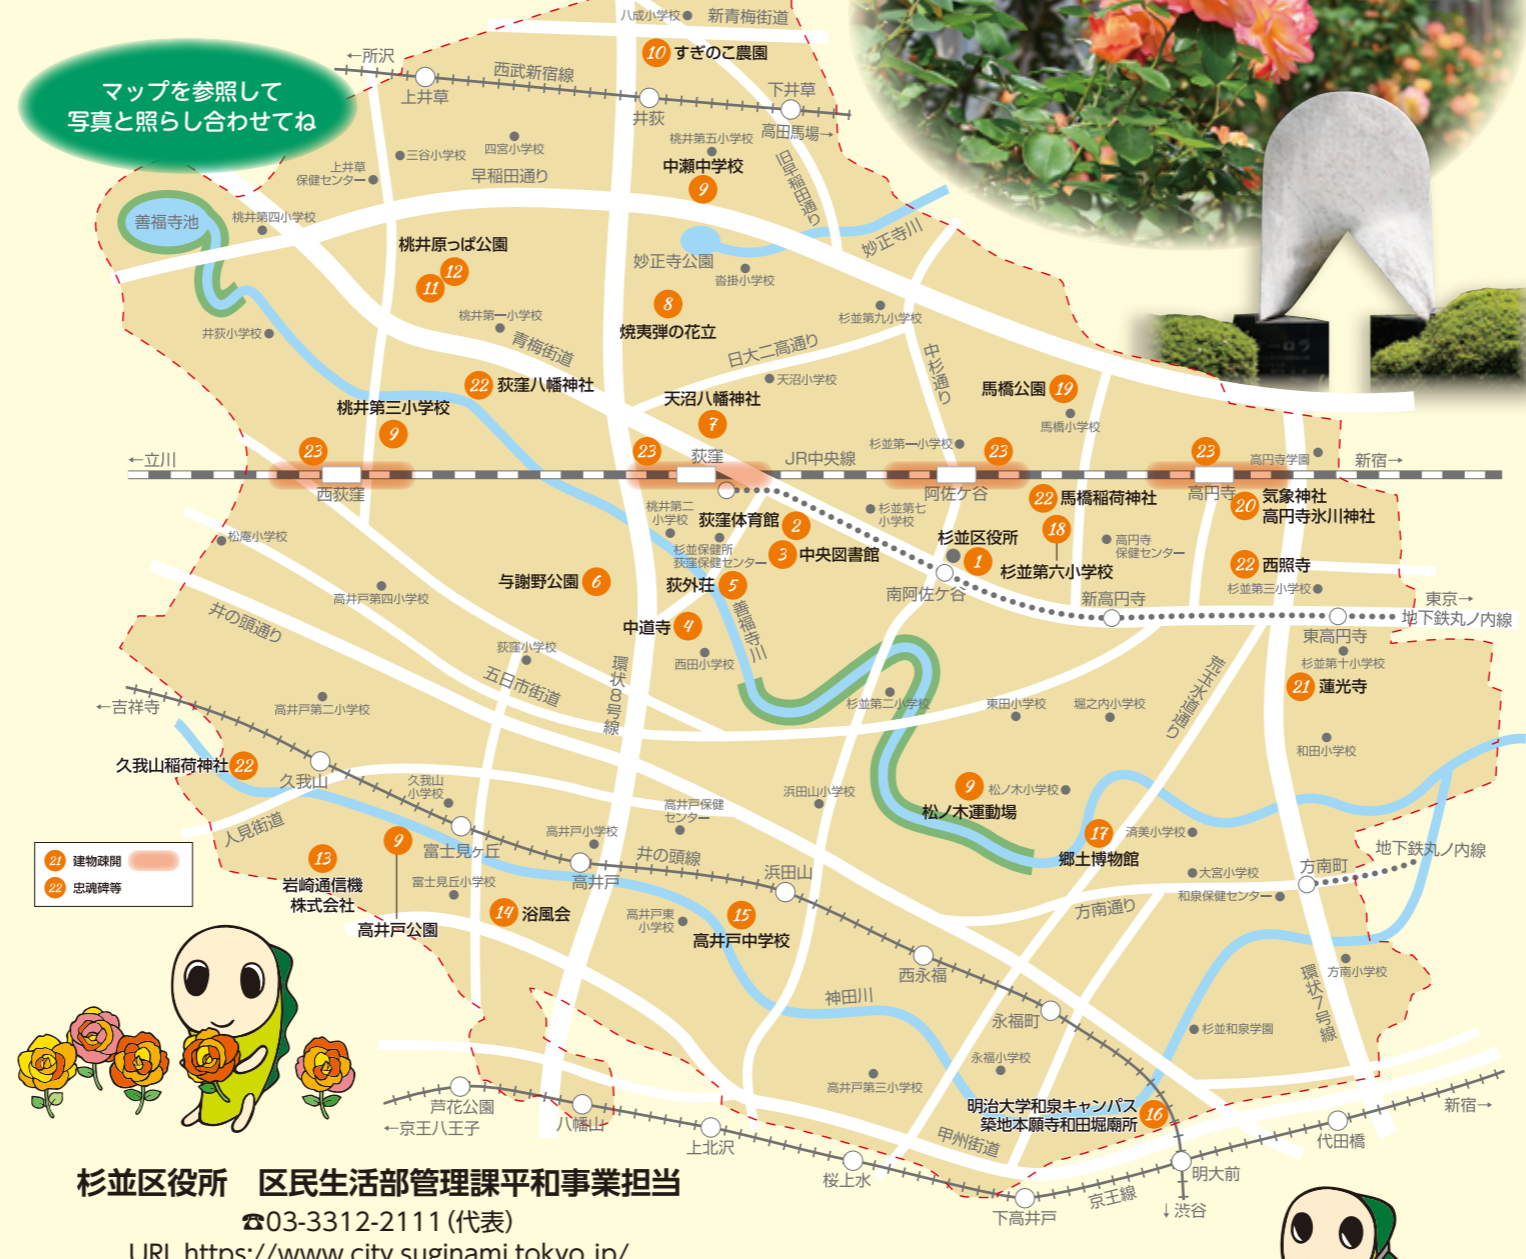 マップを参照して
写真と照らし合わせてね
八成小学校
新青梅街道
10 すぎのこ農園
←所沢
西武新宿線
上井草
井荻
下井草
高田馬場→
桃井第五小学校
四宮小学校
三谷小学校
上井草
保健センター
早稲田通り
中瀬中学校
9
旧早稲田通り
善福寺池
桃井第四小学校
妙正寺川
桃井原っぱ公園
11
12
妙正寺公園
沓掛小学校
8
焼夷弾の花立
杉並第九小学校
井荻小学校
桃井第一小学校
青梅街道
日大二高通り
中杉通り
天沼小学校
22 荻窪八幡神社
桃井第三小学校
9
天沼八幡神社
7
馬橋公園 19
馬橋小学校
杉並第一小学校
高円寺学園
23
23
23
23
←立川
荻窪
JR中央線
新宿→
西荻窪
阿佐ケ谷
高円寺
22 馬橋稲荷神社
20 気象神社
高円寺氷川神社
桃井第二
小学校
荻窪体育館 2
杉並第七
小学校
杉並区役所
1
18
杉並第六小学校
高円寺
保健センター
松庵小学校
杉並保健所
荻窪保健センター
3 中央図書館
22 西照寺
杉並第三小学校
与謝野公園 6
荻外荘 5
高井戸第四小学校
南阿佐ケ谷
新高円寺
東京→
地下鉄丸ノ内線
東高円寺
井の頭通り
中道寺 4
善福寺川
杉並第十小学校
荻窪小学校
西田小学校
環状8号線
五日市街道
荒玉水道通り
21 蓮光寺
←吉祥寺
高井戸第二小学校
杉並第二小学校
東田小学校
堀之内小学校
和田小学校
久我山稲荷神社 22
久我山
久我山
小学校
浜田山小学校
9
松ノ木運動場
松ノ木小学校
高井戸保健
センター
人見街道
9
高井戸公園
富士見ヶ丘
高井戸小学校
井の頭線
17
郷土博物館
済美小学校
地下鉄丸ノ内線
方南町
21 建物疎開
22 忠魂碑等
13
岩崎通信機
株式会社
富士見丘小学校
高井戸
浜田山
大宮小学校
和泉保健センター
方南通り
14 浴風会
高井戸東
小学校
15
高井戸中学校
西永福
方南小学校
環状7号線
神田川
永福町
杉並和泉学園
永福小学校
高井戸第三小学校
明治大学和泉キャンパス
築地本願寺和田堀廟所
16
芦花公園
←京王八王子
八幡山
上北沢
甲州街道
桜上水
下高井戸
京王線
明大前
↓渋谷
代田橋
新宿→
杉並区役所　区民生活部管理課平和事業担当
☎03-3312-2111（代表）
URL https://www.city.suginami.tokyo.jp/